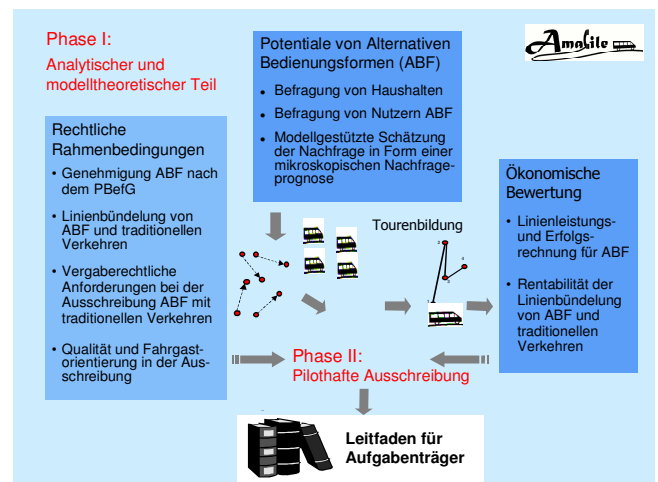 Phase I:
Analytischer und
modelltheoretischer Teil
Potentiale von Alternativen
Bedienungsformen (ABF)
• Befragung von Haushalten
• Befragung von Nutzern ABF
• Modellgestützte Schätzung
der Nachfrage in Form einer
mikroskopischen Nachfrage-
prognose
Amabile
Rechtliche
Rahmenbedingungen
• Genehmigung ABF nach
dem PBefG
• Linienbündelung von
ABF und traditionellen
Verkehren
• Vergaberechtliche
Anforderungen bei der
Ausschreibung ABF mit
traditionellen Verkehren
• Qualität und Fahrgast-
orientierung in der Aus-
schreibung
Tourenbildung
Ökonomische
Bewertung
• Linienleistungs-
und Erfolgs-
rechnung für ABF
• Rentabilität der
Linienbündelung
von ABF und
traditionellen
Verkehren
Phase II:
Pilothafte Ausschreibung
Leitfaden für
Aufgabenträger